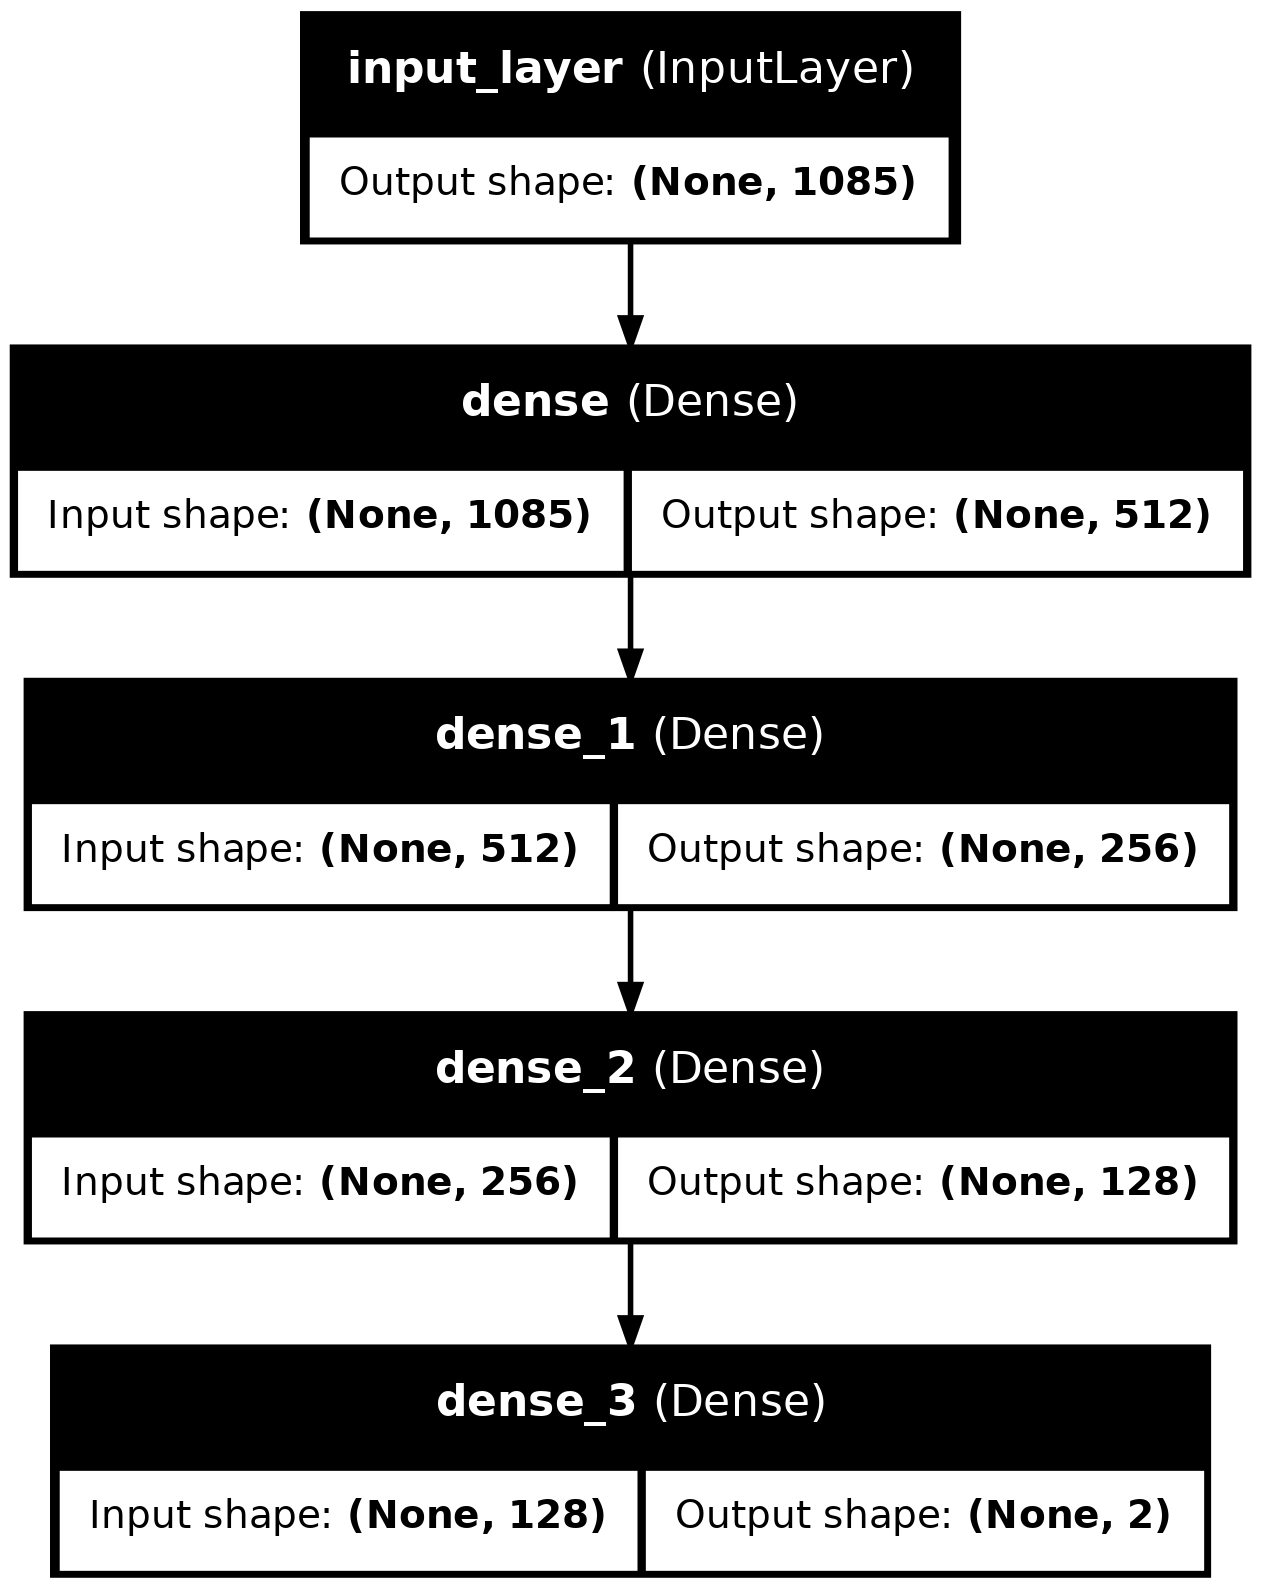 input_layer (InputLayer)
Output shape: (None, 1085)
dense (Dense)
Input shape: (None, 1085)
Output shape: (None, 512)
dense_1 (Dense)
Input shape: (None, 512)
Output shape: (None, 256)
dense_2 (Dense)
Input shape: (None, 256)
Output shape: (None, 128)
dense_3 (Dense)
Input shape: (None, 128)
Output shape: (None, 2)